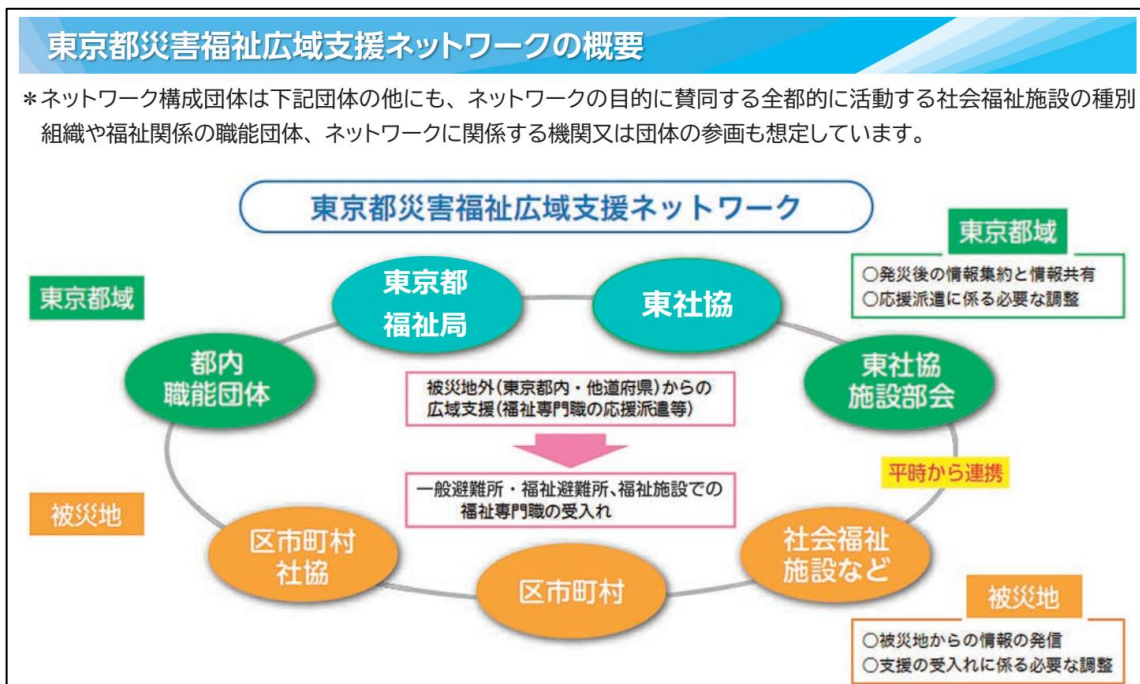 東京都災害福祉広域支援ネットワークの概要
＊ネットワーク構成団体は下記団体の他にも、ネットワークの目的に賛同する全都的に活動する社会福祉施設の種別
組織や福祉関係の職能団体、ネットワークに関係する機関又は団体の参画も想定しています。
東京都災害福祉広域支援ネットワーク
東京都域
○発災後の情報集約と情報共有
○応援派遣に係る必要な調整
東京都域
東京都
福祉局
東社協
都内
職能団体
東社協
施設部会
被災地外(東京都内・他道府県)からの
広域支援(福祉専門職の応援派遣等)
平時から連携
一般避難所・福祉避難所、福祉施設での
福祉専門職の受入れ
被災地
区市町村
社協
区市町村
社会福祉
施設など
被災地
○被災地からの情報の発信
○支援の受入れに係る必要な調整